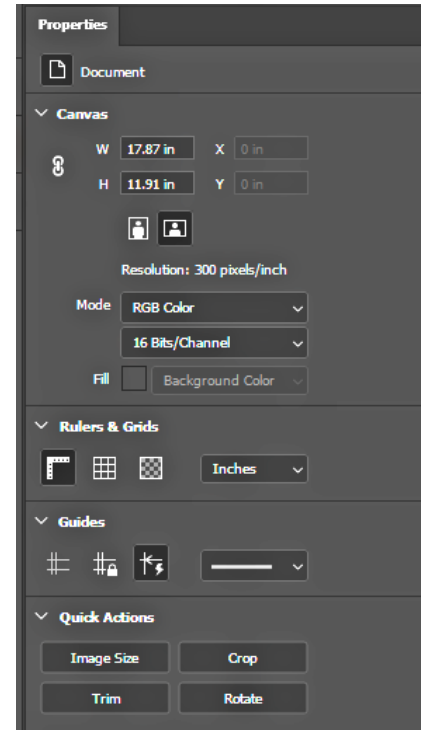 Properties
Document
Canvas
W 17.87 in X 0 in
H 11.91 in Y 0 in
Resolution: 300 pixels/inch
Mode RGB Color
16 Bits/Channel
Fill Background Color
Rulers & Grids
Inches
Guides
Quick Actions
Image Size Crop
Trim Rotate